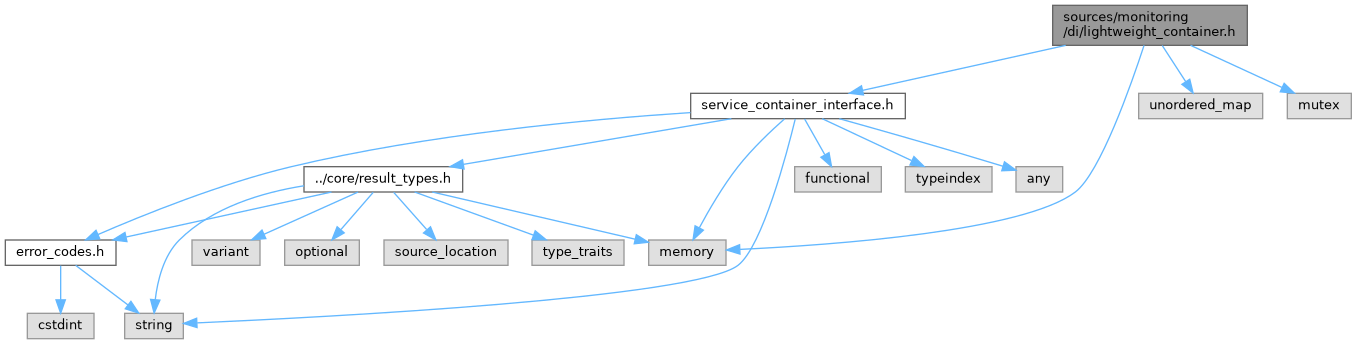 sources/monitoring
/di/lightweight_container.h
service_container_interface.h
unordered_map
mutex
../core/result_types.h
functional
typeindex
any
error_codes.h
variant
optional
source_location
type_traits
memory
cstdint
string